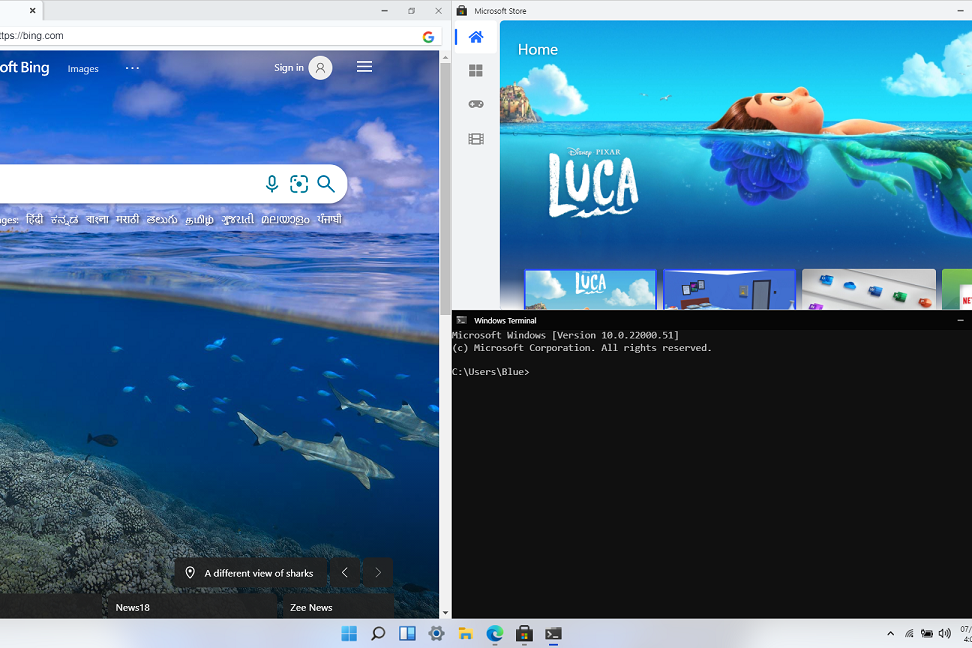 ttps://bing.com
oft Bing
Images
Sign in
ges: हिंदी ಕನ್ನಡ বাংলা मराठी తెలుగు தமிழ் ગુજરાતી മലയാളം ਪੰਜਾਬੀ
A different view of sharks
News18
Zee News
Microsoft Store
Home
Disney PIXAR
LUCA
LUCA
NET
Windows Terminal
Microsoft Windows [Version 10.0.22000.51]
(c) Microsoft Corporation. All rights reserved.
C:\Users\Blue>
07/
4:0